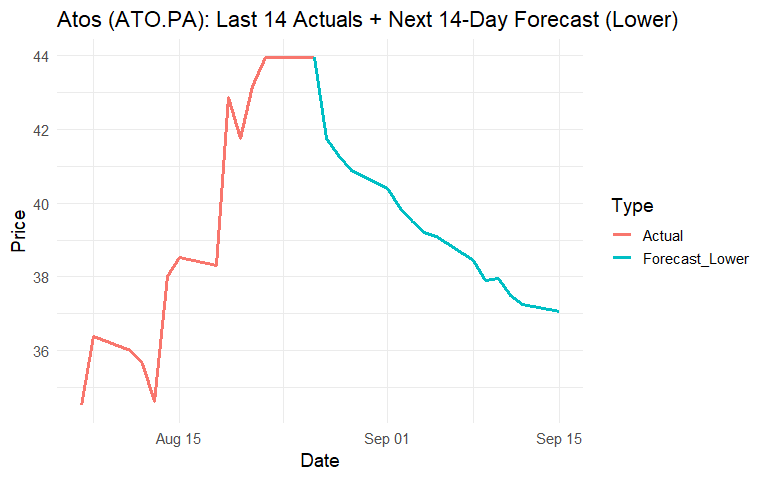 Atos (ATO.PA): Last 14 Actuals + Next 14-Day Forecast (Lower)
44
42
40
38
36
Price
Aug 15
Sep 01
Sep 15
Date
Type
Actual
Forecast_Lower